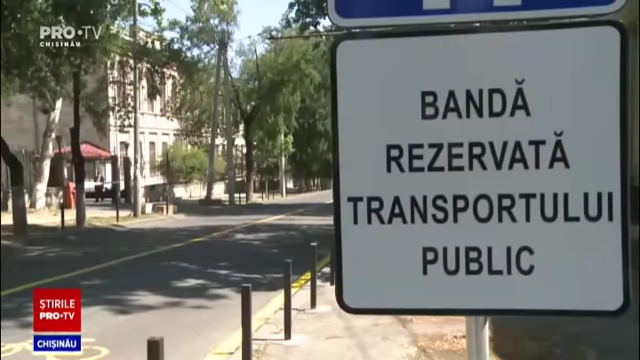 PRO•TV
CHIȘINĂU
BANDĂ
REZERVATĂ
TRANSPORTULUI
PUBLIC
ȘTIRILE
PRO•TV
CHIȘINĂU